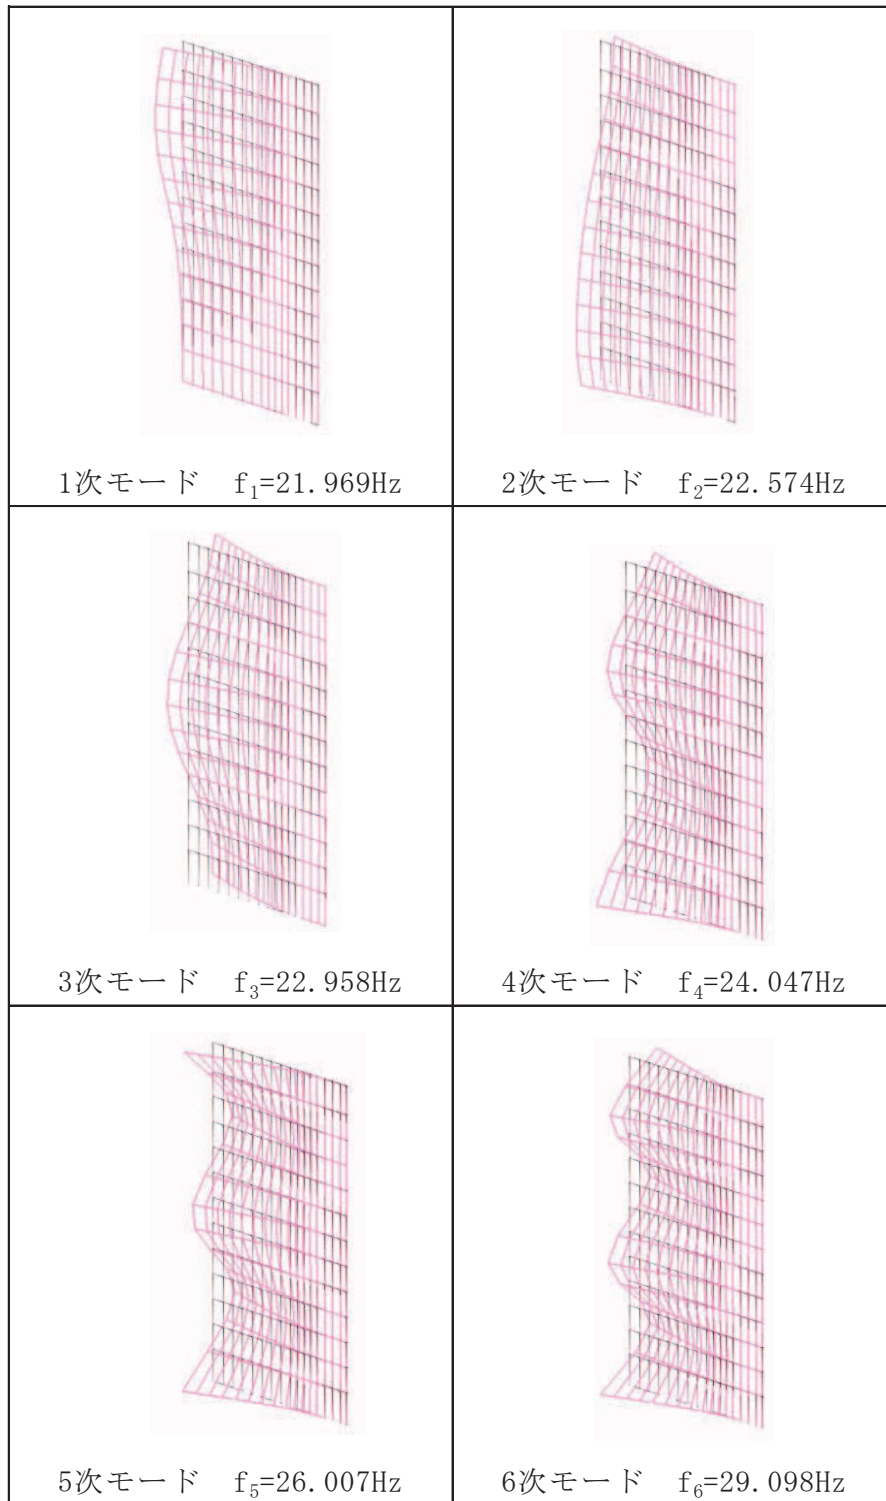 1次モード f₁=21.969Hz
2次モード f₂=22.574Hz
3次モード f₃=22.958Hz
4次モード f₄=24.047Hz
5次モード f₅=26.007Hz
6次モード f₆=29.098Hz